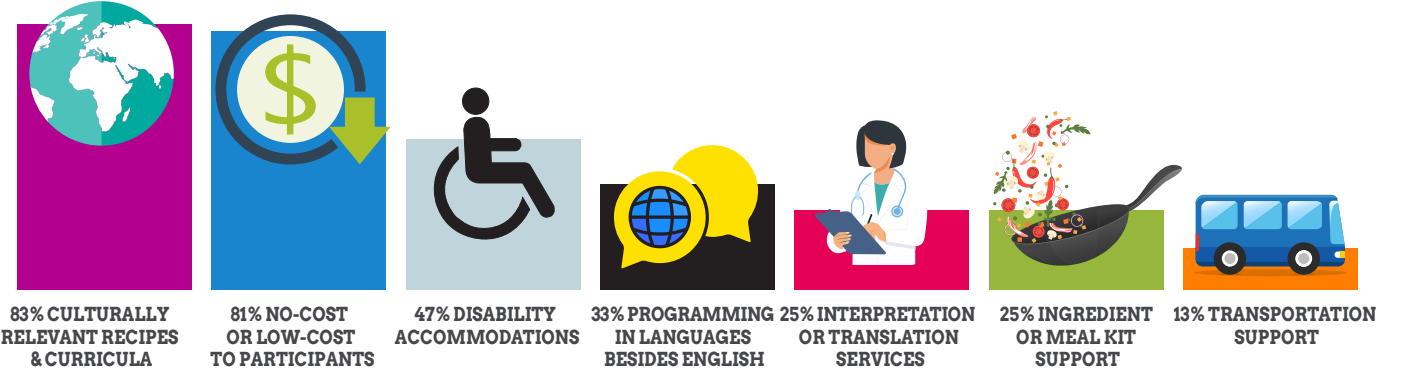 83% CULTURALLY
RELEVANT RECIPES
& CURRICULA
81% NO-COST
OR LOW-COST
TO PARTICIPANTS
47% DISABILITY
ACCOMMODATIONS
33% PROGRAMMING
IN LANGUAGES
BESIDES ENGLISH
25% INTERPRETATION
OR TRANSLATION
SERVICES
25% INGREDIENT
OR MEAL KIT
SUPPORT
13% TRANSPORTATION
SUPPORT